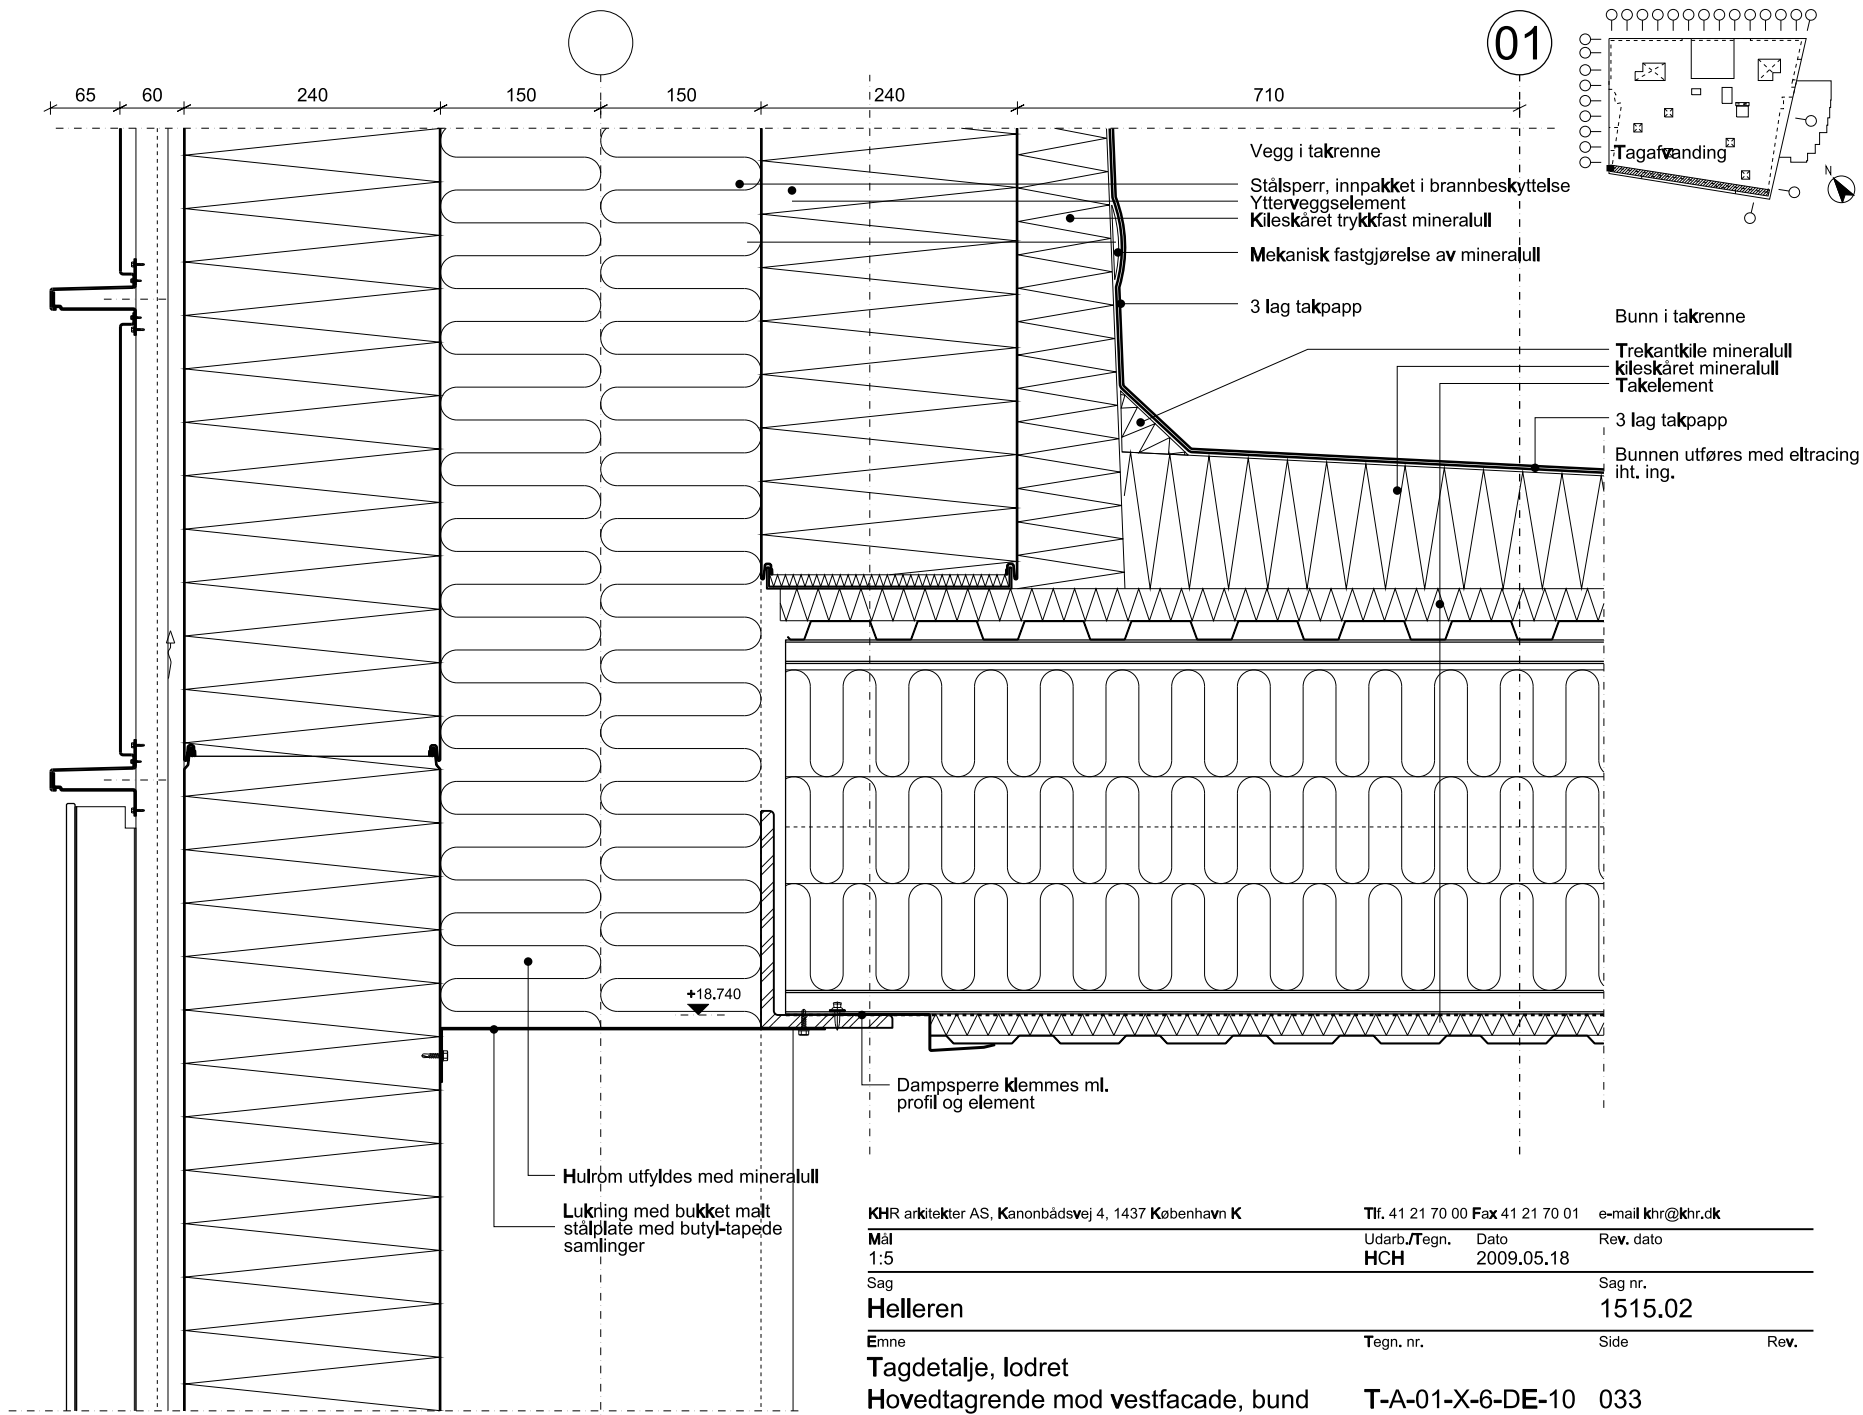 01
65 60 240 150 150 240 710
Tagafvanding
N
Vegg i takrenne
Stålsperr, innpakket i brannbeskyttelse
Ytterveggselement
Kileskåret trykkfast mineralull
Mekanisk fastgjørelse av mineralull
3 lag takpapp
Bunn i takrenne
Trekantkile mineralull
kileskåret mineralull
Takelement
3 lag takpapp
Bunnen utføres med eltracing
iht. ing.
+18.740
Dampsperre klemmes ml.
profil og element
Hulrom utfyldes med mineralull
Lukning med bukket malt
stålplate med butyl-tapede
samlinger
KHR arkitekter AS, Kanonbådsvej 4, 1437 København K Tlf. 41 21 70 00 Fax 41 21 70 01 e-mail khr@khr.dk
Mål Udarb./Tegn. Dato Rev. dato
1:5 HCH 2009.05.18
Sag Sag nr.
Helleren 1515.02
Emne Tegn. nr. Side Rev.
Tagdetalje, lodret
Hovedtagrende mod vestfacade, bund T-A-01-X-6-DE-10 033